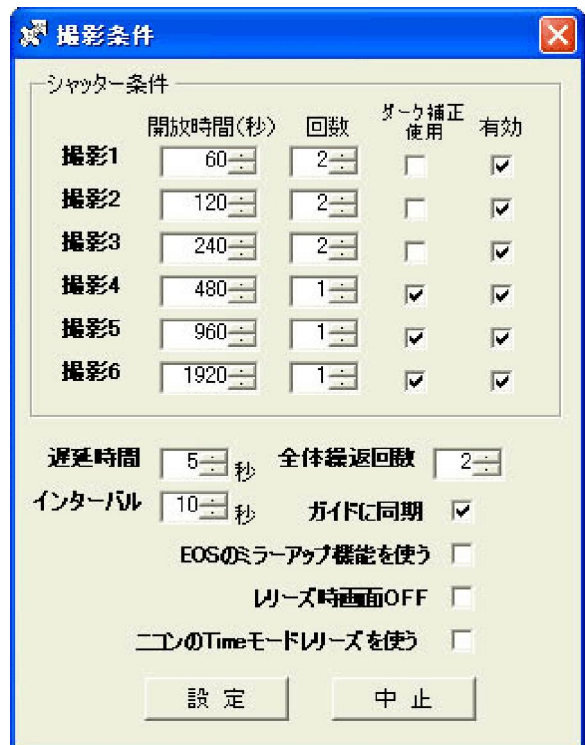 撮影条件
シャッター条件
開放時間(秒) 回数 ダーク補正使用 有効
撮影1 60 2
撮影2 120 2
撮影3 240 2
撮影4 480 1
撮影5 960 1
撮影6 1920 1
遅延時間 5 秒 全体繰返回数 2
インターバル 10 秒 ガイドに同期
EOSのミラーアップ機能を使う
レリーズ時画面OFF
ニコンのTimeモードレリーズを使う
設定 中止